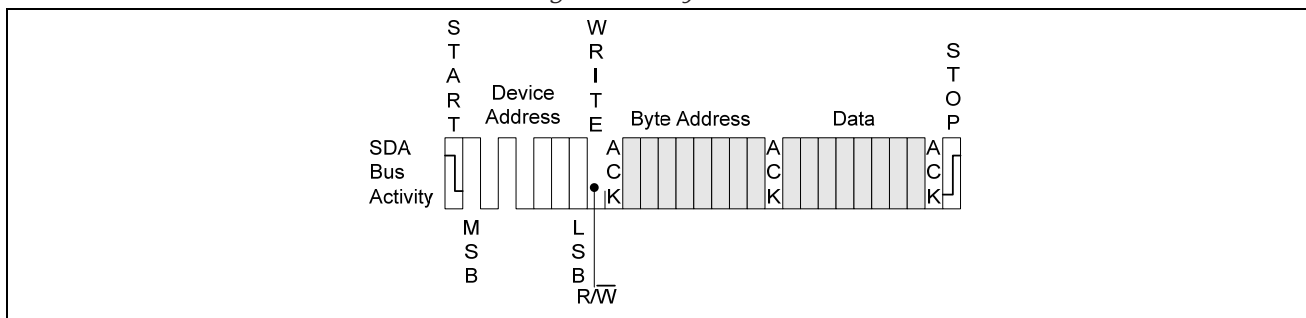 START
WRITE
STOP
Device
Address
Byte Address
Data
SDA
Bus
Activity
ACK
ACK
ACK
MSB
LSB
R/W̅